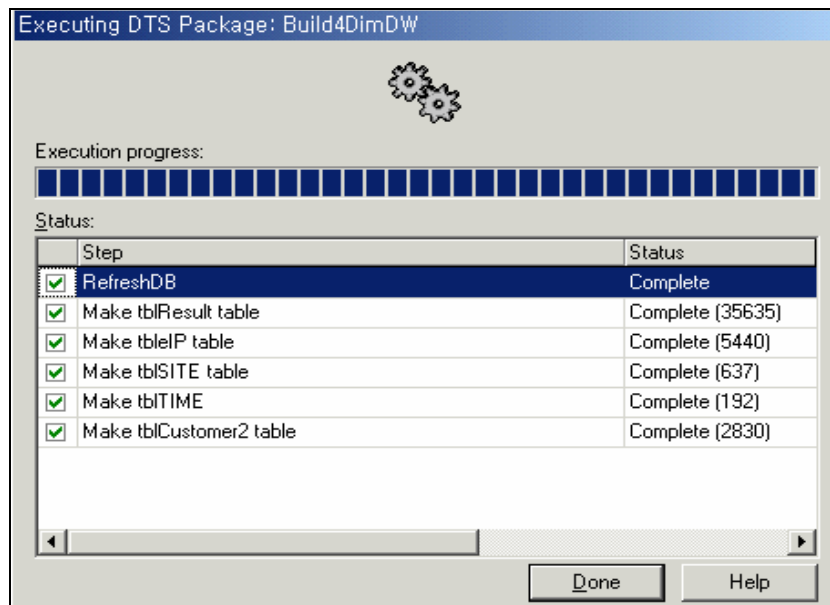 Executing DTS Package: Build4DimDW
Execution progress:
Status:
Step Status
RefreshDB Complete
Make tblResult table Complete (35635)
Make tbleIP table Complete (5440)
Make tblSITE table Complete (637)
Make tblTIME Complete (192)
Make tblCustomer2 table Complete (2830)
Done Help